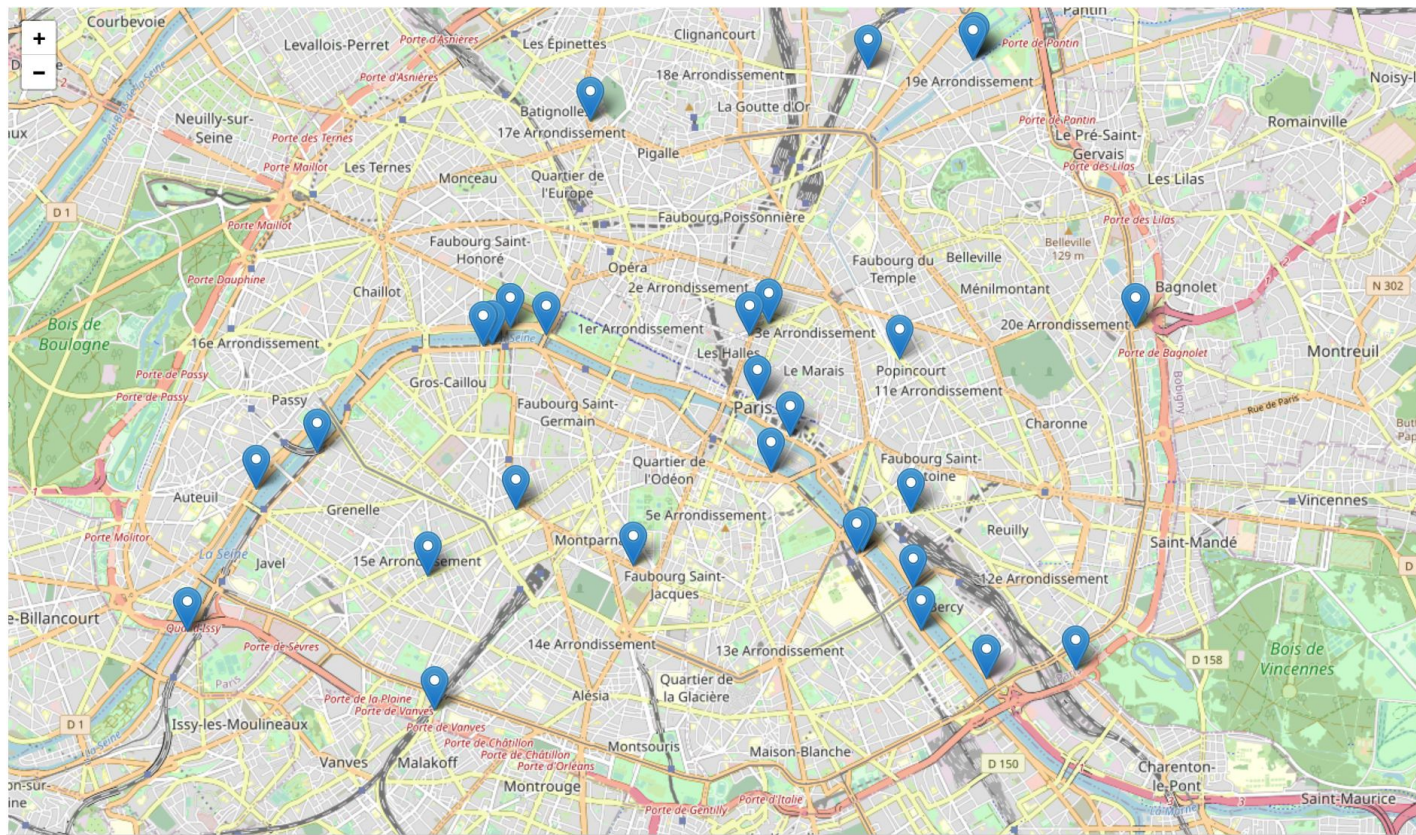 +
−
Courbevoie
Levallois-Perret
Porte d'Asnières
Porte d'Asnières
Les Épinettes
Clignancourt
Pantin
Porte de Pantin
18e Arrondissement
19e Arrondissement
Noisy-l
Batignolles
La Goutte d'Or
Neuilly-sur-
Seine
17e Arrondissement
Porte des Ternes
Porte de Pantin
Romainville
Le Pré-Saint-
Gervais
Porte Maillot
Les Ternes
Pigalle
Porte des Lilas
Les Lilas
Monceau
Quartier de
l'Europe
D 1
Porte Maillot
Faubourg Poissonnière
Porte des Lilas
Faubourg Saint-
Honoré
Belleville
129 m
Opéra
Faubourg du
Temple
Belleville
Porte Dauphine
Chaillot
2e Arrondissement
Ménilmontant
Bagnolet
N 302
Bois de
Boulogne
1er Arrondissement
3e Arrondissement
20e Arrondissement
16e Arrondissement
Les Halles
Porte de Bagnolet
Montreuil
Porte de Passy
Gros-Caillou
Le Marais
Popincourt
11e Arrondissement
Bobigny
Porte de Passy
Passy
Faubourg Saint-
Germain
Paris
Rue de Paris
Charonne
Quartier de
l'Odéon
Faubourg Saint-
toine
Auteuil
Grenelle
Vincennes
5e Arrondissement
Reuilly
Porte Molitor
Montparn
Saint-Mandé
La Seine
Javel
15e Arrondissement
Faubourg Saint-
Jacques
12e Arrondissement
D
e-Billancourt
Bercy
Quai d'Issy
Porte de Sèvres
14e Arrondissement
13e Arrondissement
Bois de
Vincennes
D 158
Paris
Quartier de
la Glacière
Porte de la Plaine
Porte de Vanves
Alésia
D 1
Issy-les-Moulineaux
Porte de Vanves
Porte de Châtillon
Porte de Châtillon
Porte d'Orléans
Montsouris
Maison-Blanche
Vanves
Malakoff
D 150
Charenton-
le-Pont
Montrouge
Porte de Gentilly
Porte d'Italie
Saint-Maurice
La Marne